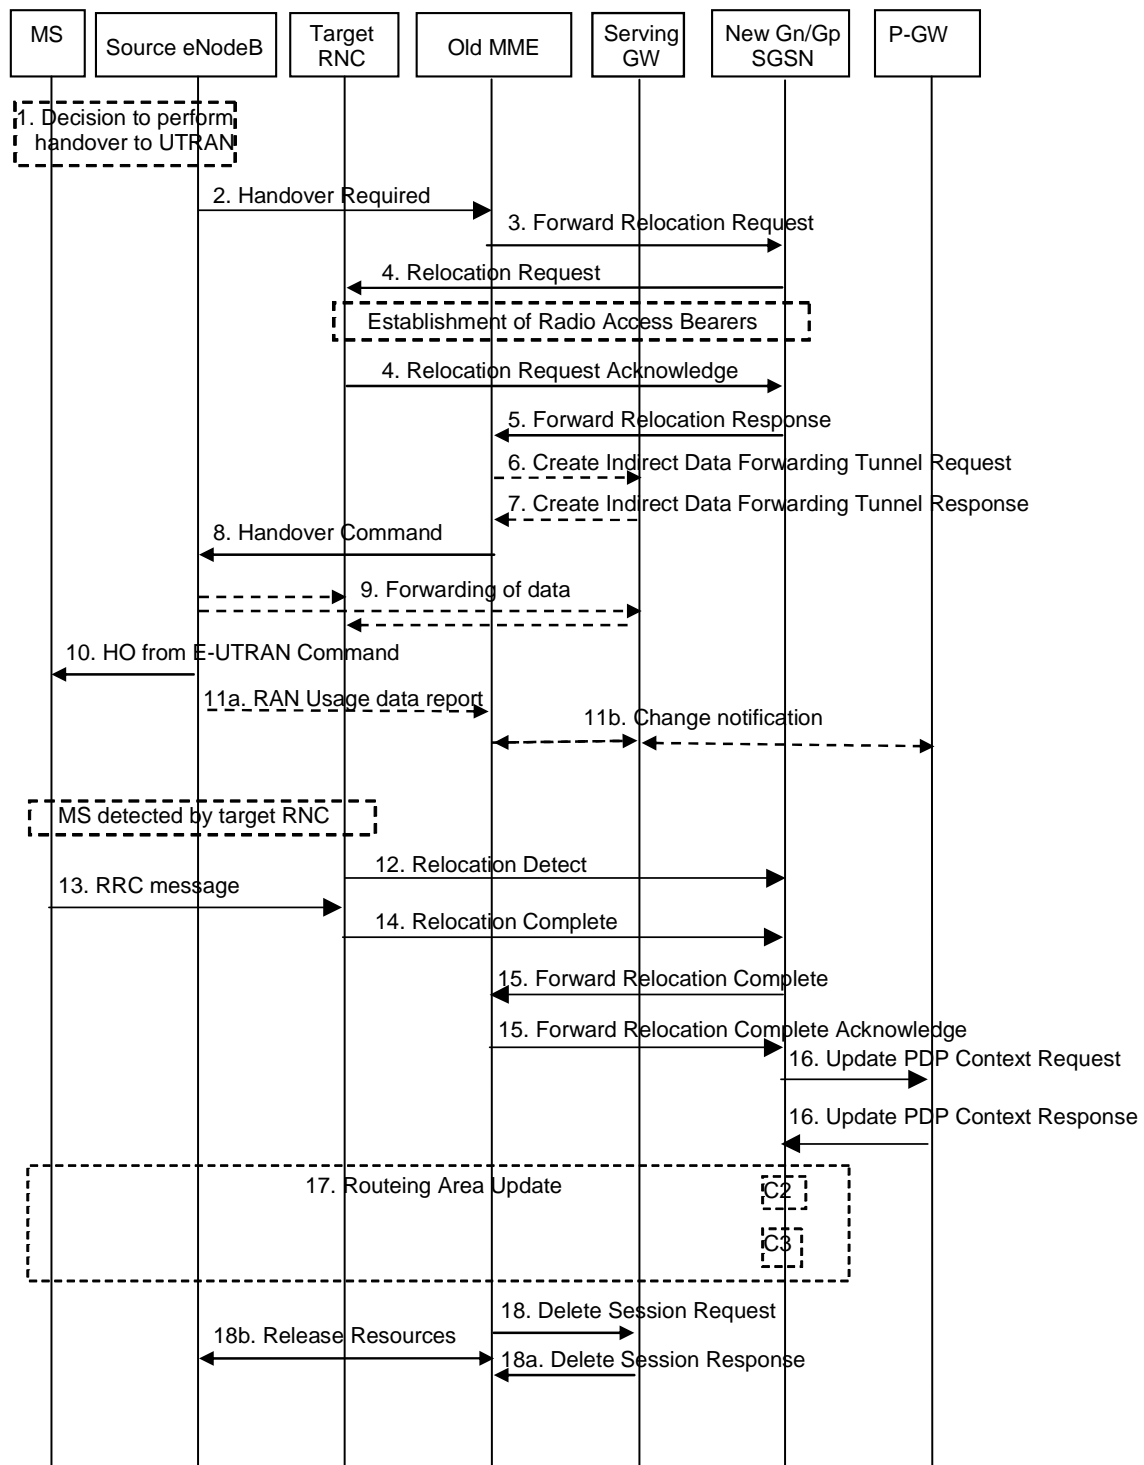 MS
Source eNodeB
Target
RNC
Old MME
Serving
GW
New Gn/Gp
SGSN
P-GW
1. Decision to perform
handover to UTRAN
2. Handover Required
3. Forward Relocation Request
4. Relocation Request
Establishment of Radio Access Bearers
4. Relocation Request Acknowledge
5. Forward Relocation Response
6. Create Indirect Data Forwarding Tunnel Request
7. Create Indirect Data Forwarding Tunnel Response
8. Handover Command
9. Forwarding of data
10. HO from E-UTRAN Command
11a. RAN Usage data report
11b. Change notification
MS detected by target RNC
12. Relocation Detect
13. RRC message
14. Relocation Complete
15. Forward Relocation Complete
15. Forward Relocation Complete Acknowledge
16. Update PDP Context Request
16. Update PDP Context Response
17. Routeing Area Update
C2
C3
18. Delete Session Request
18b. Release Resources
18a. Delete Session Response